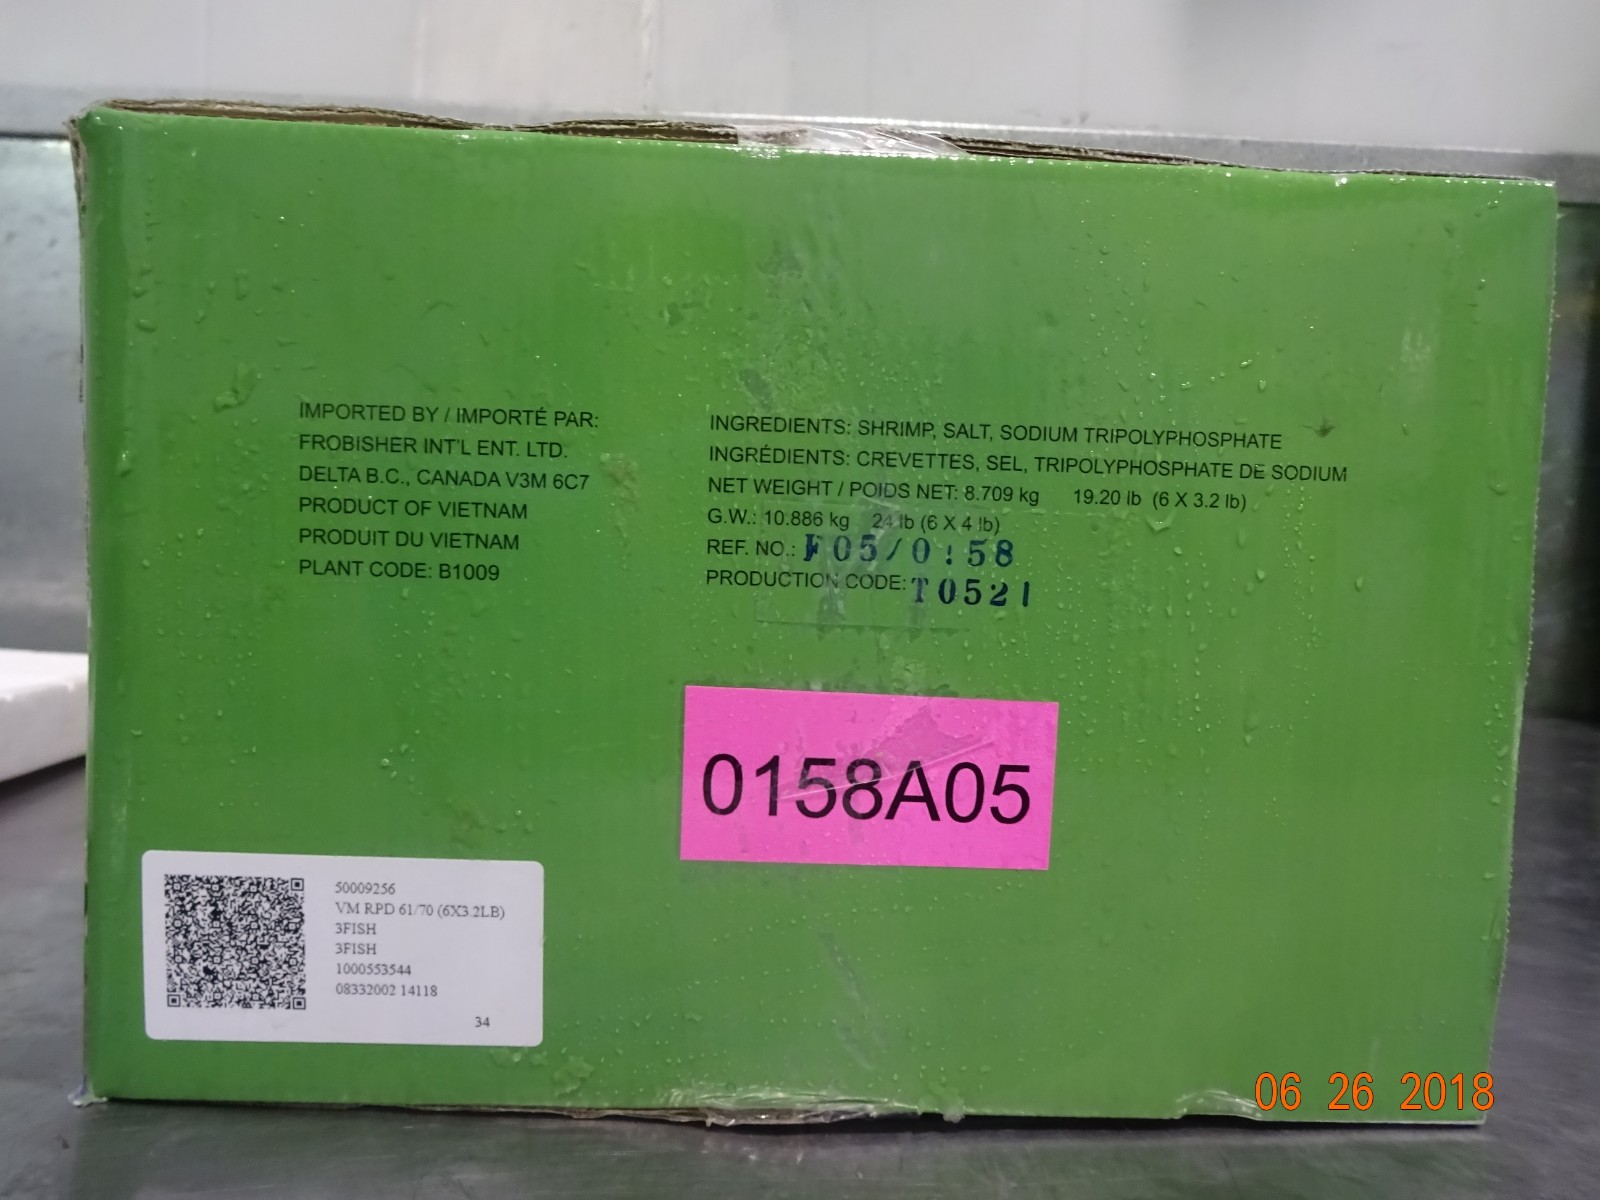 IMPORTED BY / IMPORTÉ PAR:
FROBISHER INT'L ENT. LTD.
DELTA B.C., CANADA V3M 6C7
PRODUCT OF VIETNAM
PRODUIT DU VIETNAM
PLANT CODE: B1009
INGREDIENTS: SHRIMP, SALT, SODIUM TRIPOLYPHOSPHATE
INGRÉDIENTS: CREVETTES, SEL, TRIPOLYPHOSPHATE DE SODIUM
NET WEIGHT / POIDS NET: 8.709 kg 19.20 lb (6 X 3.2 lb)
G.W.: 10.886 kg 24 lb (6 X 4 lb)
REF. NO.:
PRODUCTION CODE: T0521
0158A05
50009256
VM RPD 61/70 (6X3.2LB)
3FISH
3FISH
1000553544
08332002 14118
34
06 26 2018